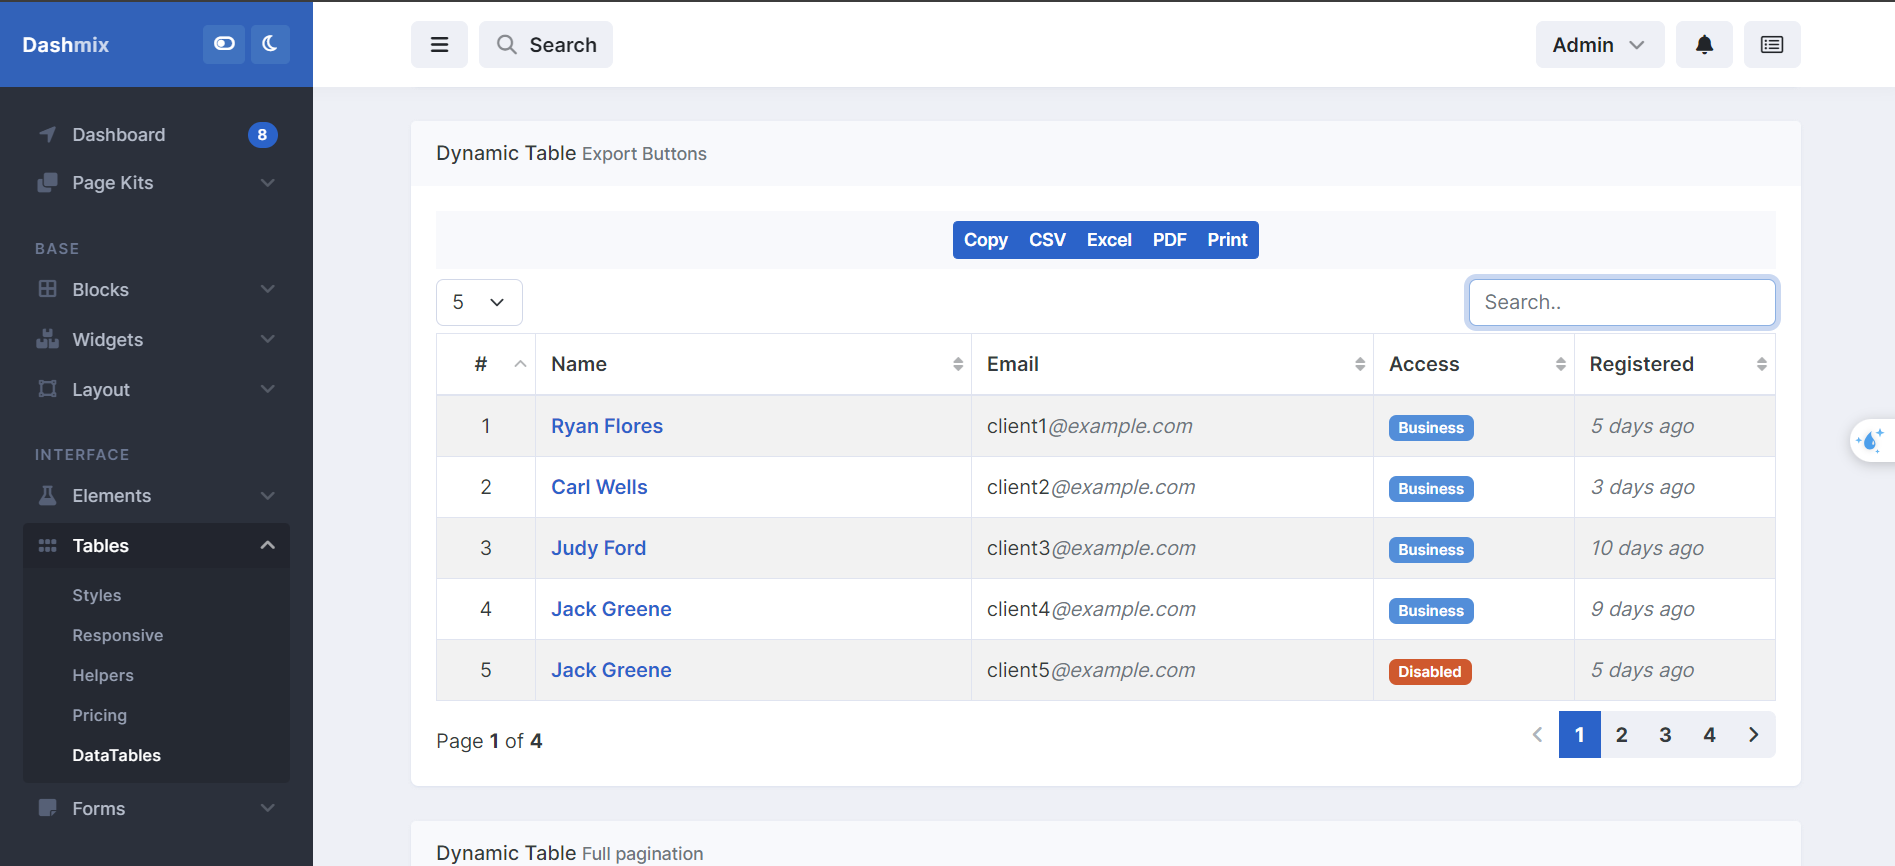 Dashmix
Search
Admin
Dashboard 8
Page Kits
BASE
Blocks
Widgets
Layout
INTERFACE
Elements
Tables
Styles
Responsive
Helpers
Pricing
DataTables
Forms
Dynamic Table Export Buttons
Copy CSV Excel PDF Print
5 Search..
# Name Email Access Registered
1 Ryan Flores client1@example.com Business 5 days ago
2 Carl Wells client2@example.com Business 3 days ago
3 Judy Ford client3@example.com Business 10 days ago
4 Jack Greene client4@example.com Business 9 days ago
5 Jack Greene client5@example.com Disabled 5 days ago
Page 1 of 4 1 2 3 4
Dynamic Table Full pagination